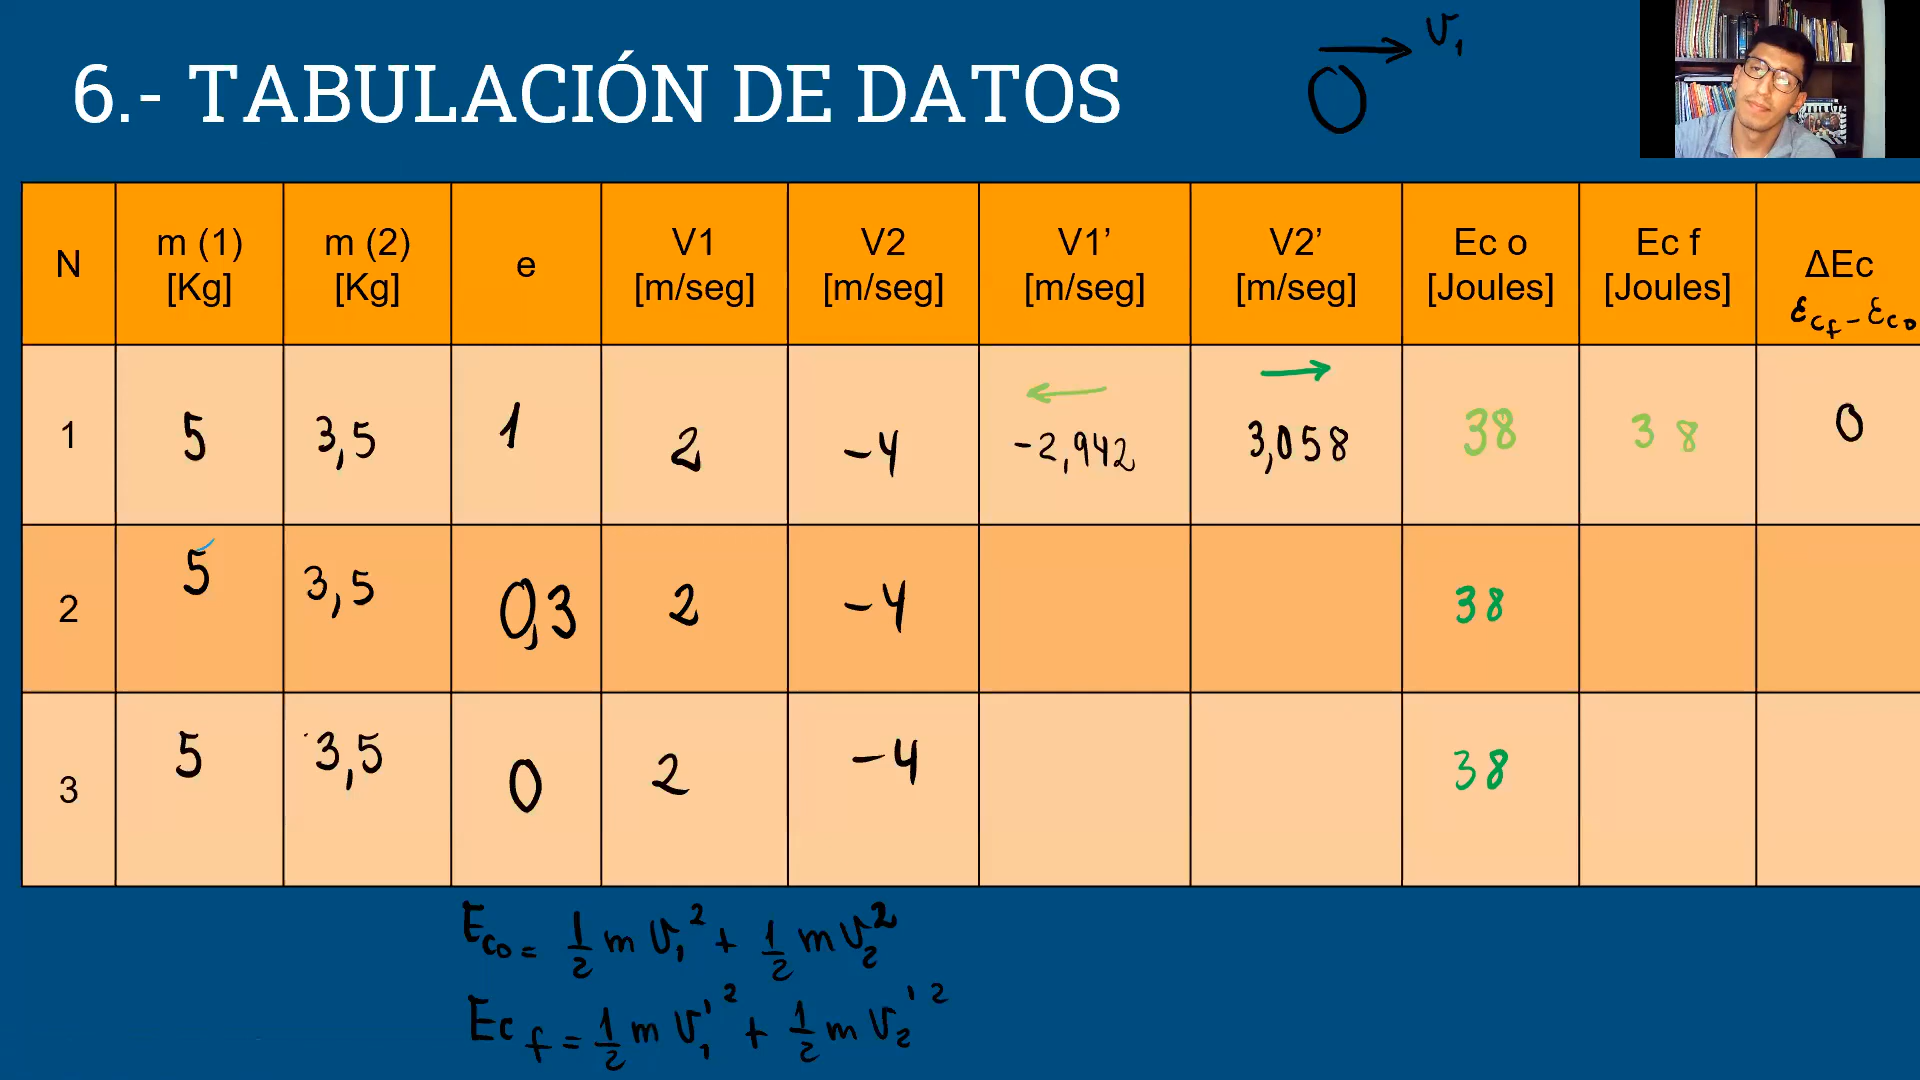 V₁
6.- TABULACIÓN DE DATOS
N | m (1) [Kg] | m (2) [Kg] | e | V1 [m/seg] | V2 [m/seg] | V1’ [m/seg] | V2’ [m/seg] | Ec o [Joules] | Ec f [Joules] | ΔEc Ecf - Eco
1 | 5 | 3,5 | 1 | 2 | -4 | -2,942 | 3,058 | 38 | 38 | 0
2 | 5 | 3,5 | 0,3 | 2 | -4 | | | 38 | |
3 | 5 | 3,5 | 0 | 2 | -4 | | | 38 | |
Eco = 1/2 m V₁² + 1/2 m V₂²
Ec f = 1/2 m V₁'² + 1/2 m V₂'²